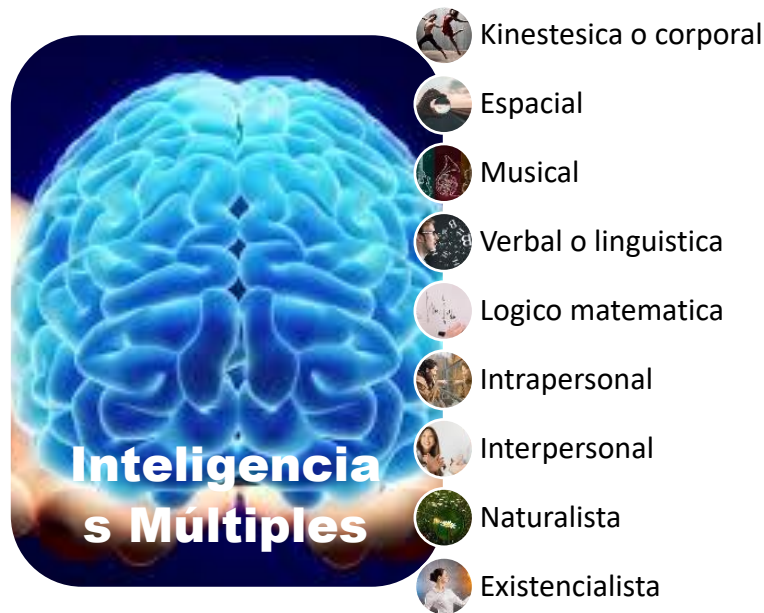 Kinestesica o corporal
Espacial
Musical
Verbal o linguistica
Logico matematica
Intrapersonal
Interpersonal
Naturalista
Existencialista
Inteligencia
s Múltiples